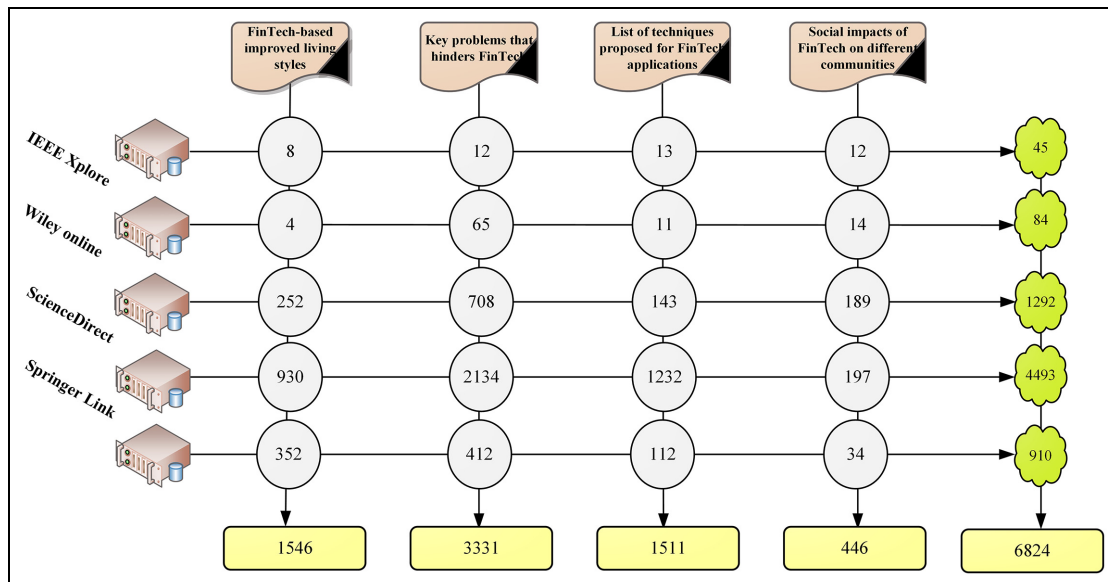 FinTech-based
improved living
styles
Key problems that
hinders FinTech
List of techniques
proposed for FinTech
applications
Social impacts of
FinTech on different
communities
IEEE Xplore
8
12
13
12
45
Wiley online
4
65
11
14
84
ScienceDirect
252
708
143
189
1292
Springer Link
930
2134
1232
197
4493
352
412
112
34
910
1546
3331
1511
446
6824